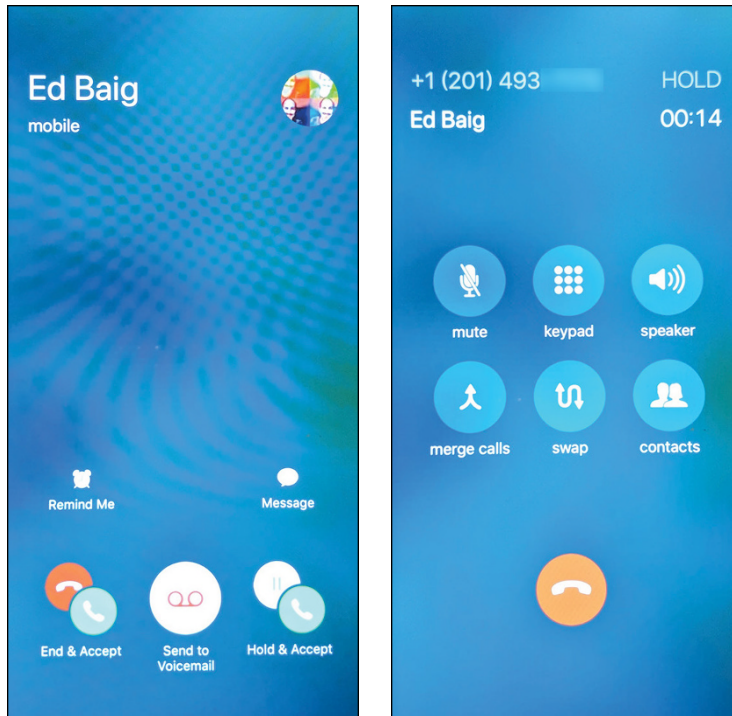 Ed Baig
mobile
Remind Me
Message
End & Accept
Send to
Voicemail
Hold & Accept
+1 (201) 493
HOLD
Ed Baig
00:14
mute
keypad
speaker
merge calls
swap
contacts